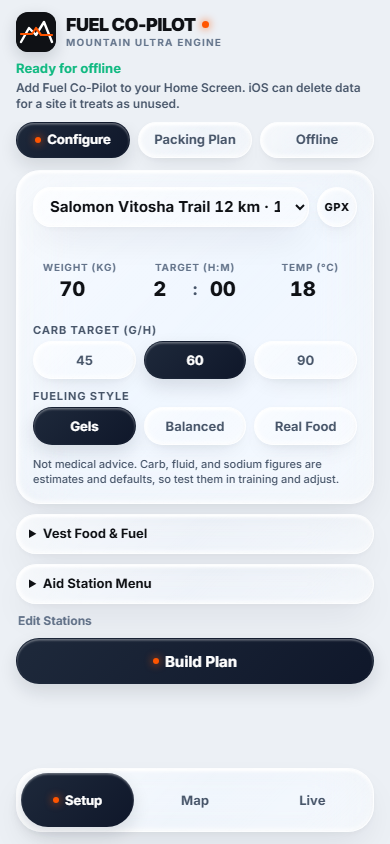 FUEL CO-PILOT
MOUNTAIN ULTRA ENGINE
Ready for offline
Add Fuel Co-Pilot to your Home Screen. iOS can delete data
for a site it treats as unused.
Configure Packing Plan Offline
Salomon Vitosha Trail 12 km · 1 GPX
WEIGHT (KG) TARGET (H:M) TEMP (°C)
70 2 : 00 18
CARB TARGET (G/H)
45 60 90
FUELING STYLE
Gels Balanced Real Food
Not medical advice. Carb, fluid, and sodium figures are
estimates and defaults, so test them in training and adjust.
Vest Food & Fuel
Aid Station Menu
Edit Stations
Build Plan
Setup Map Live